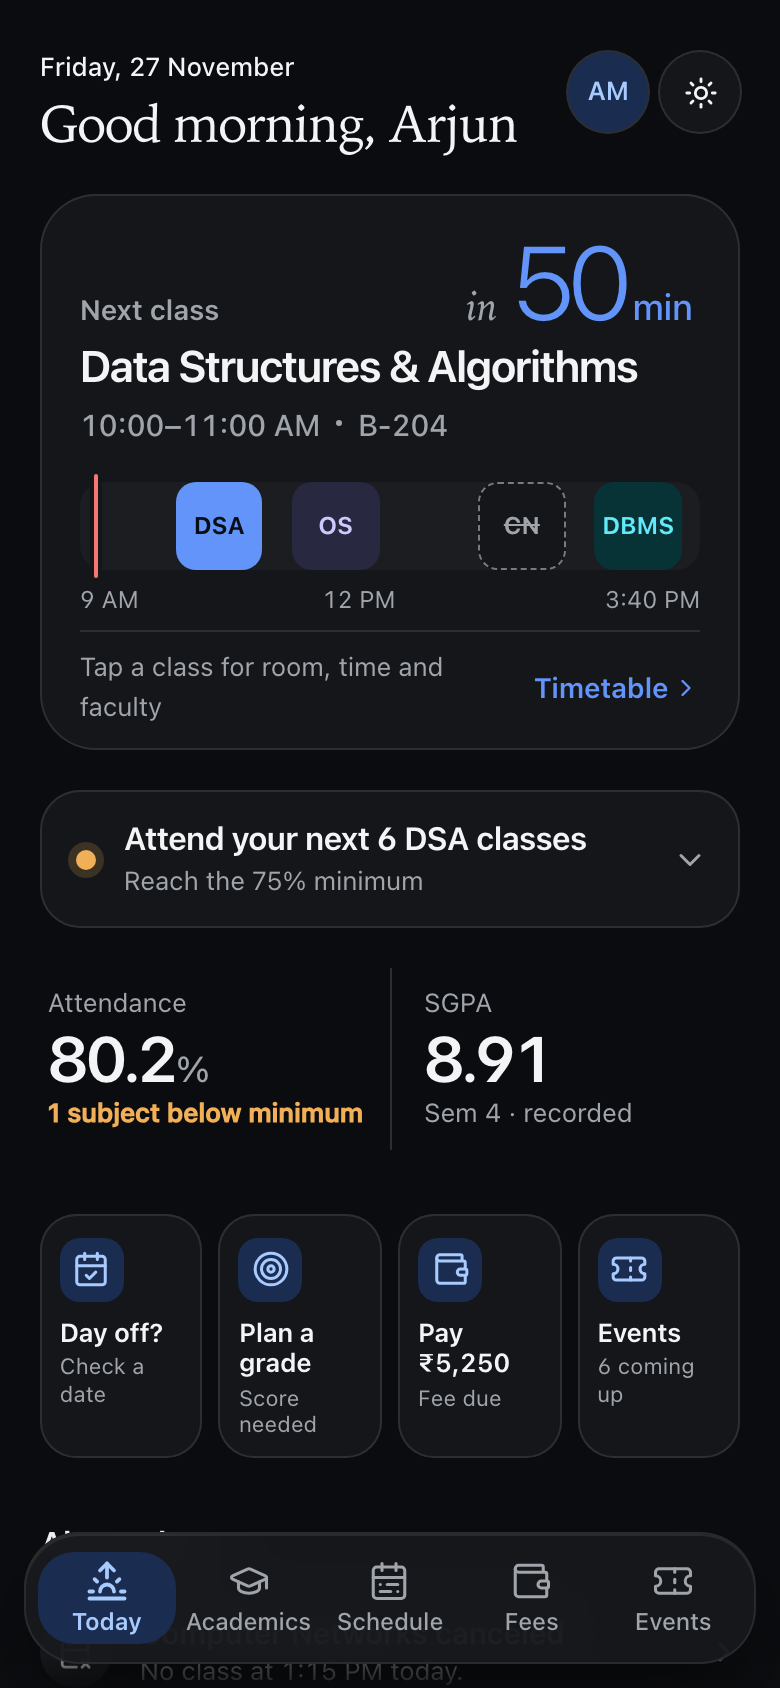 Friday, 27 November
Good morning, Arjun
AM
Next class
in 50 min
Data Structures & Algorithms
10:00–11:00 AM • B-204
DSA
OS
CN
DBMS
9 AM
12 PM
3:40 PM
Tap a class for room, time and
faculty
Timetable
Attend your next 6 DSA classes
Reach the 75% minimum
Attendance
80.2%
1 subject below minimum
SGPA
8.91
Sem 4 · recorded
Day off?
Check a
date
Plan a
grade
Score
needed
Pay
₹5,250
Fee due
Events
6 coming
up
Today
Academics
Schedule
Fees
Events
Computer Networks canceled
No class at 1:15 PM today.